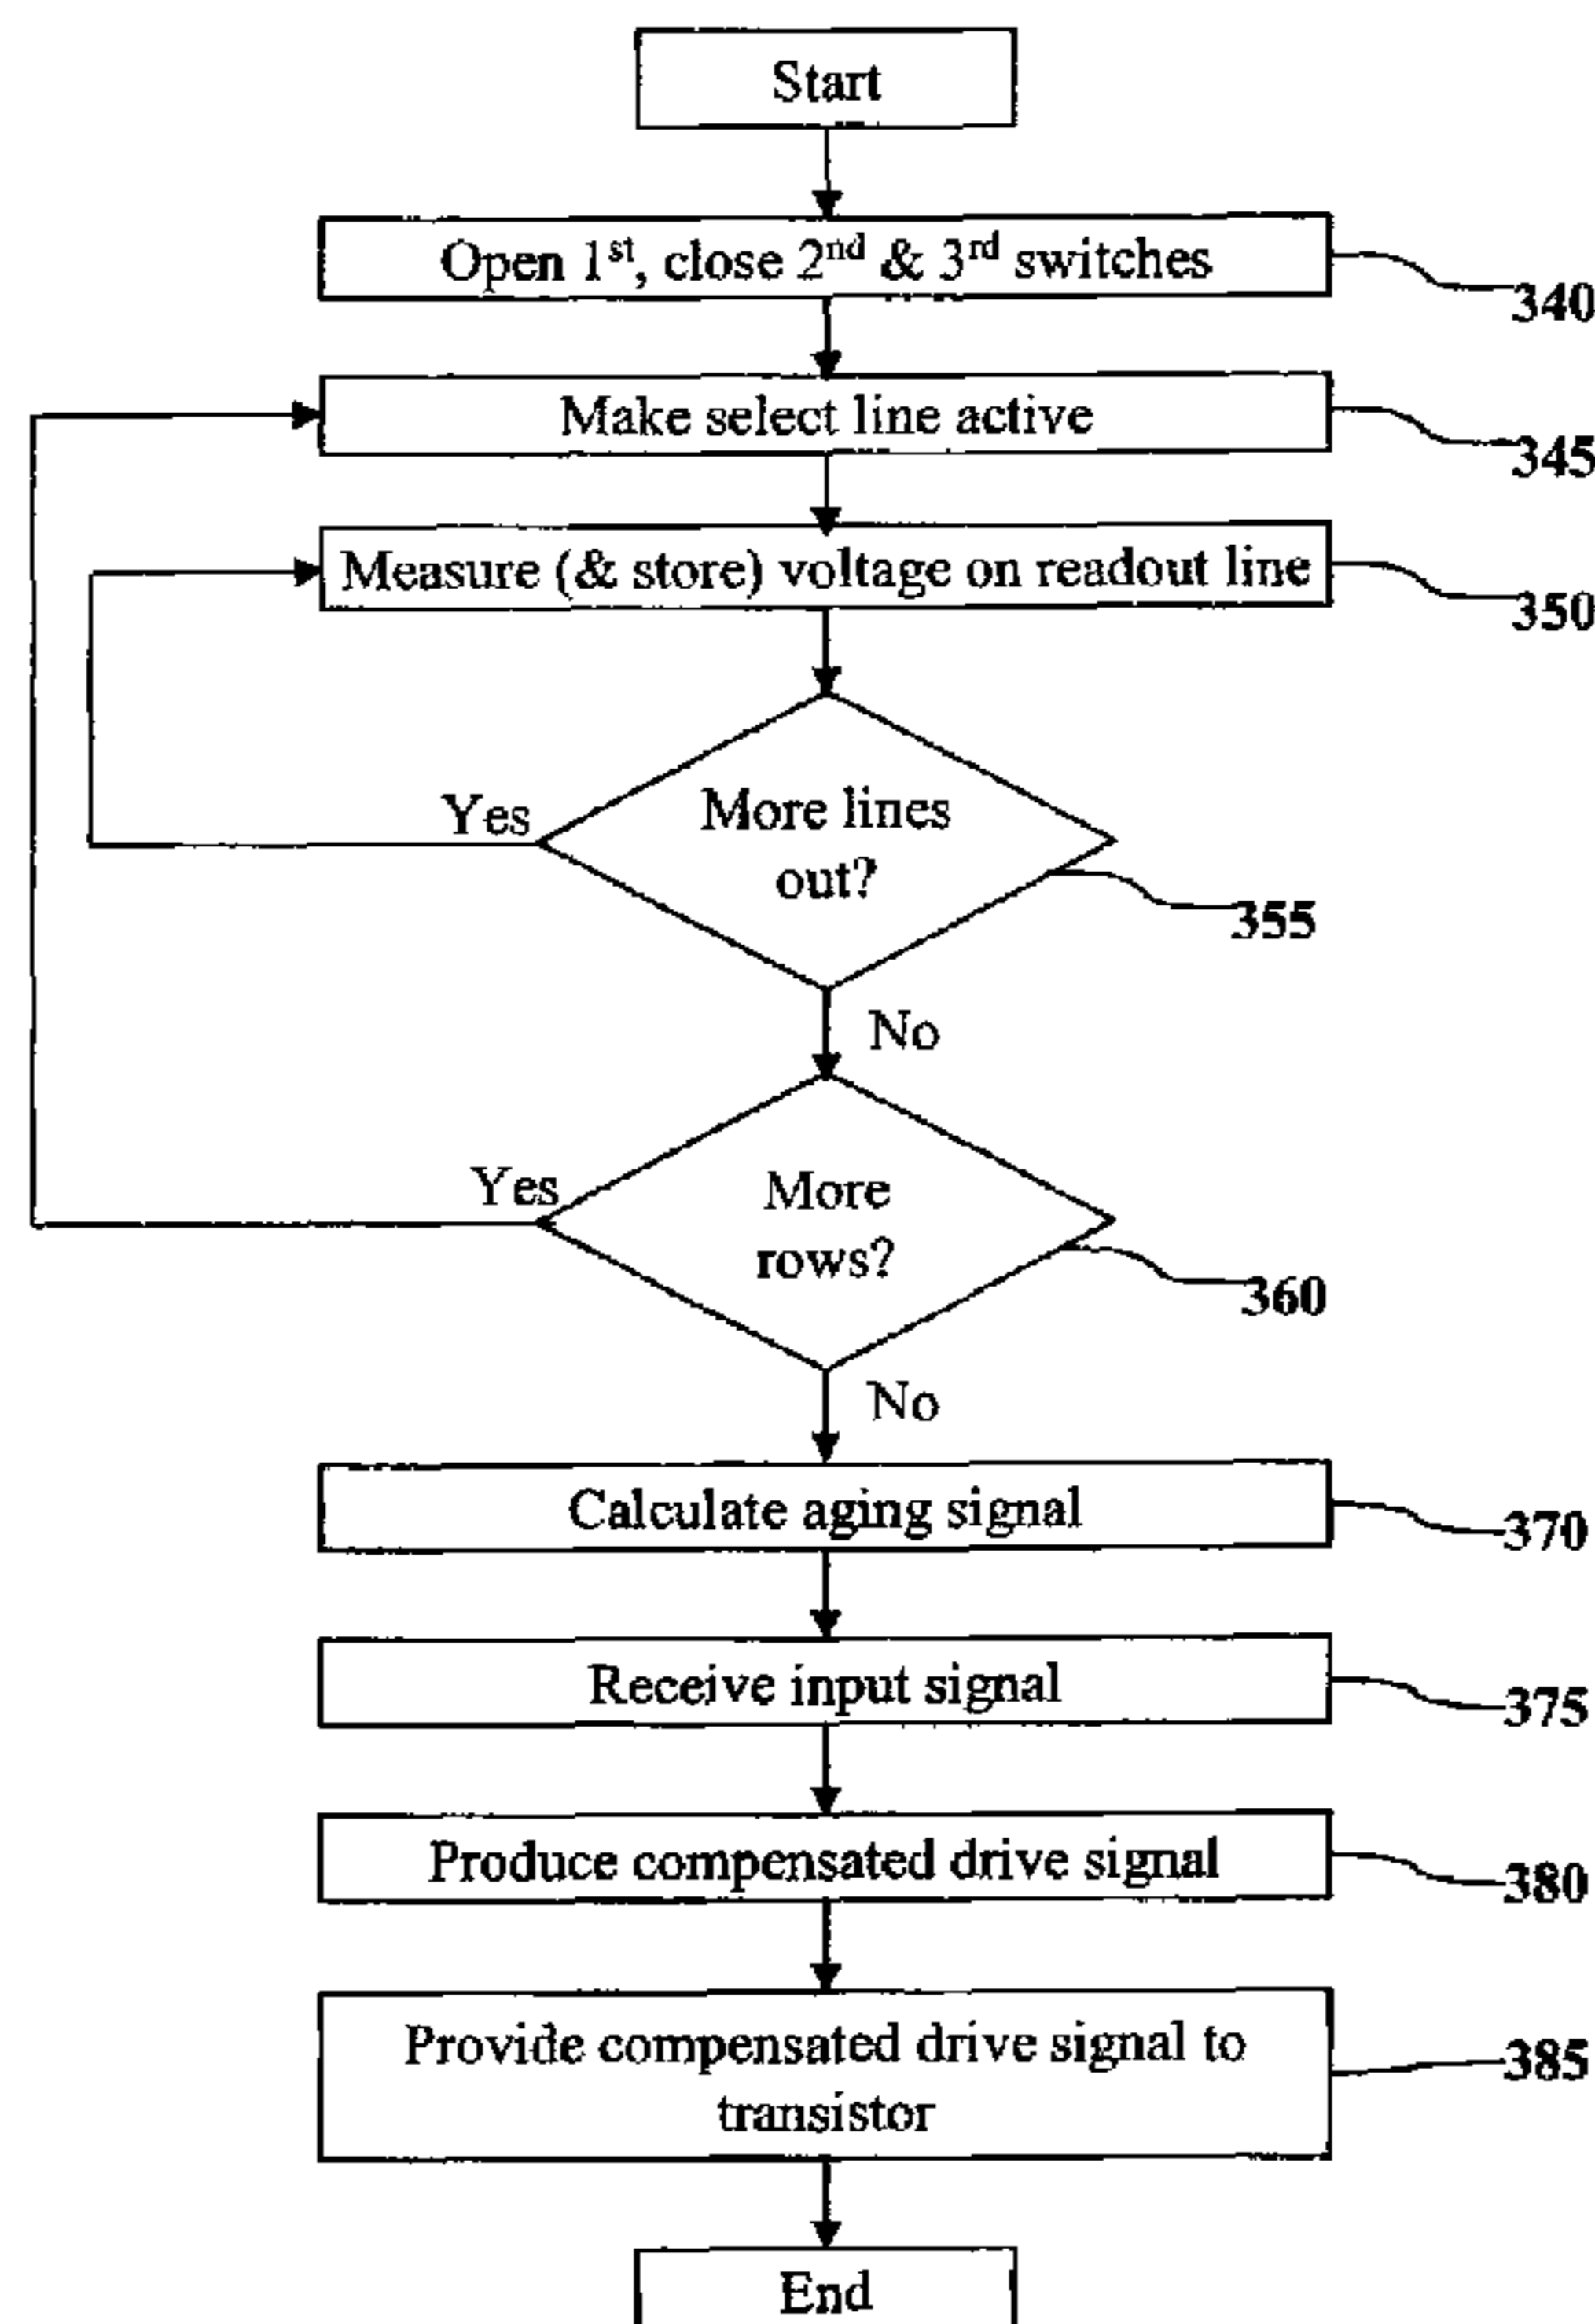 Start
Open 1st, close 2nd & 3rd switches
340
Make select line active
345
Measure (& store) voltage on readout line
350
Yes
More lines
out?
355
No
Yes
More
rows?
360
No
Calculate aging signal
370
Receive input signal
375
Produce compensated drive signal
380
Provide compensated drive signal to
transistor
385
End